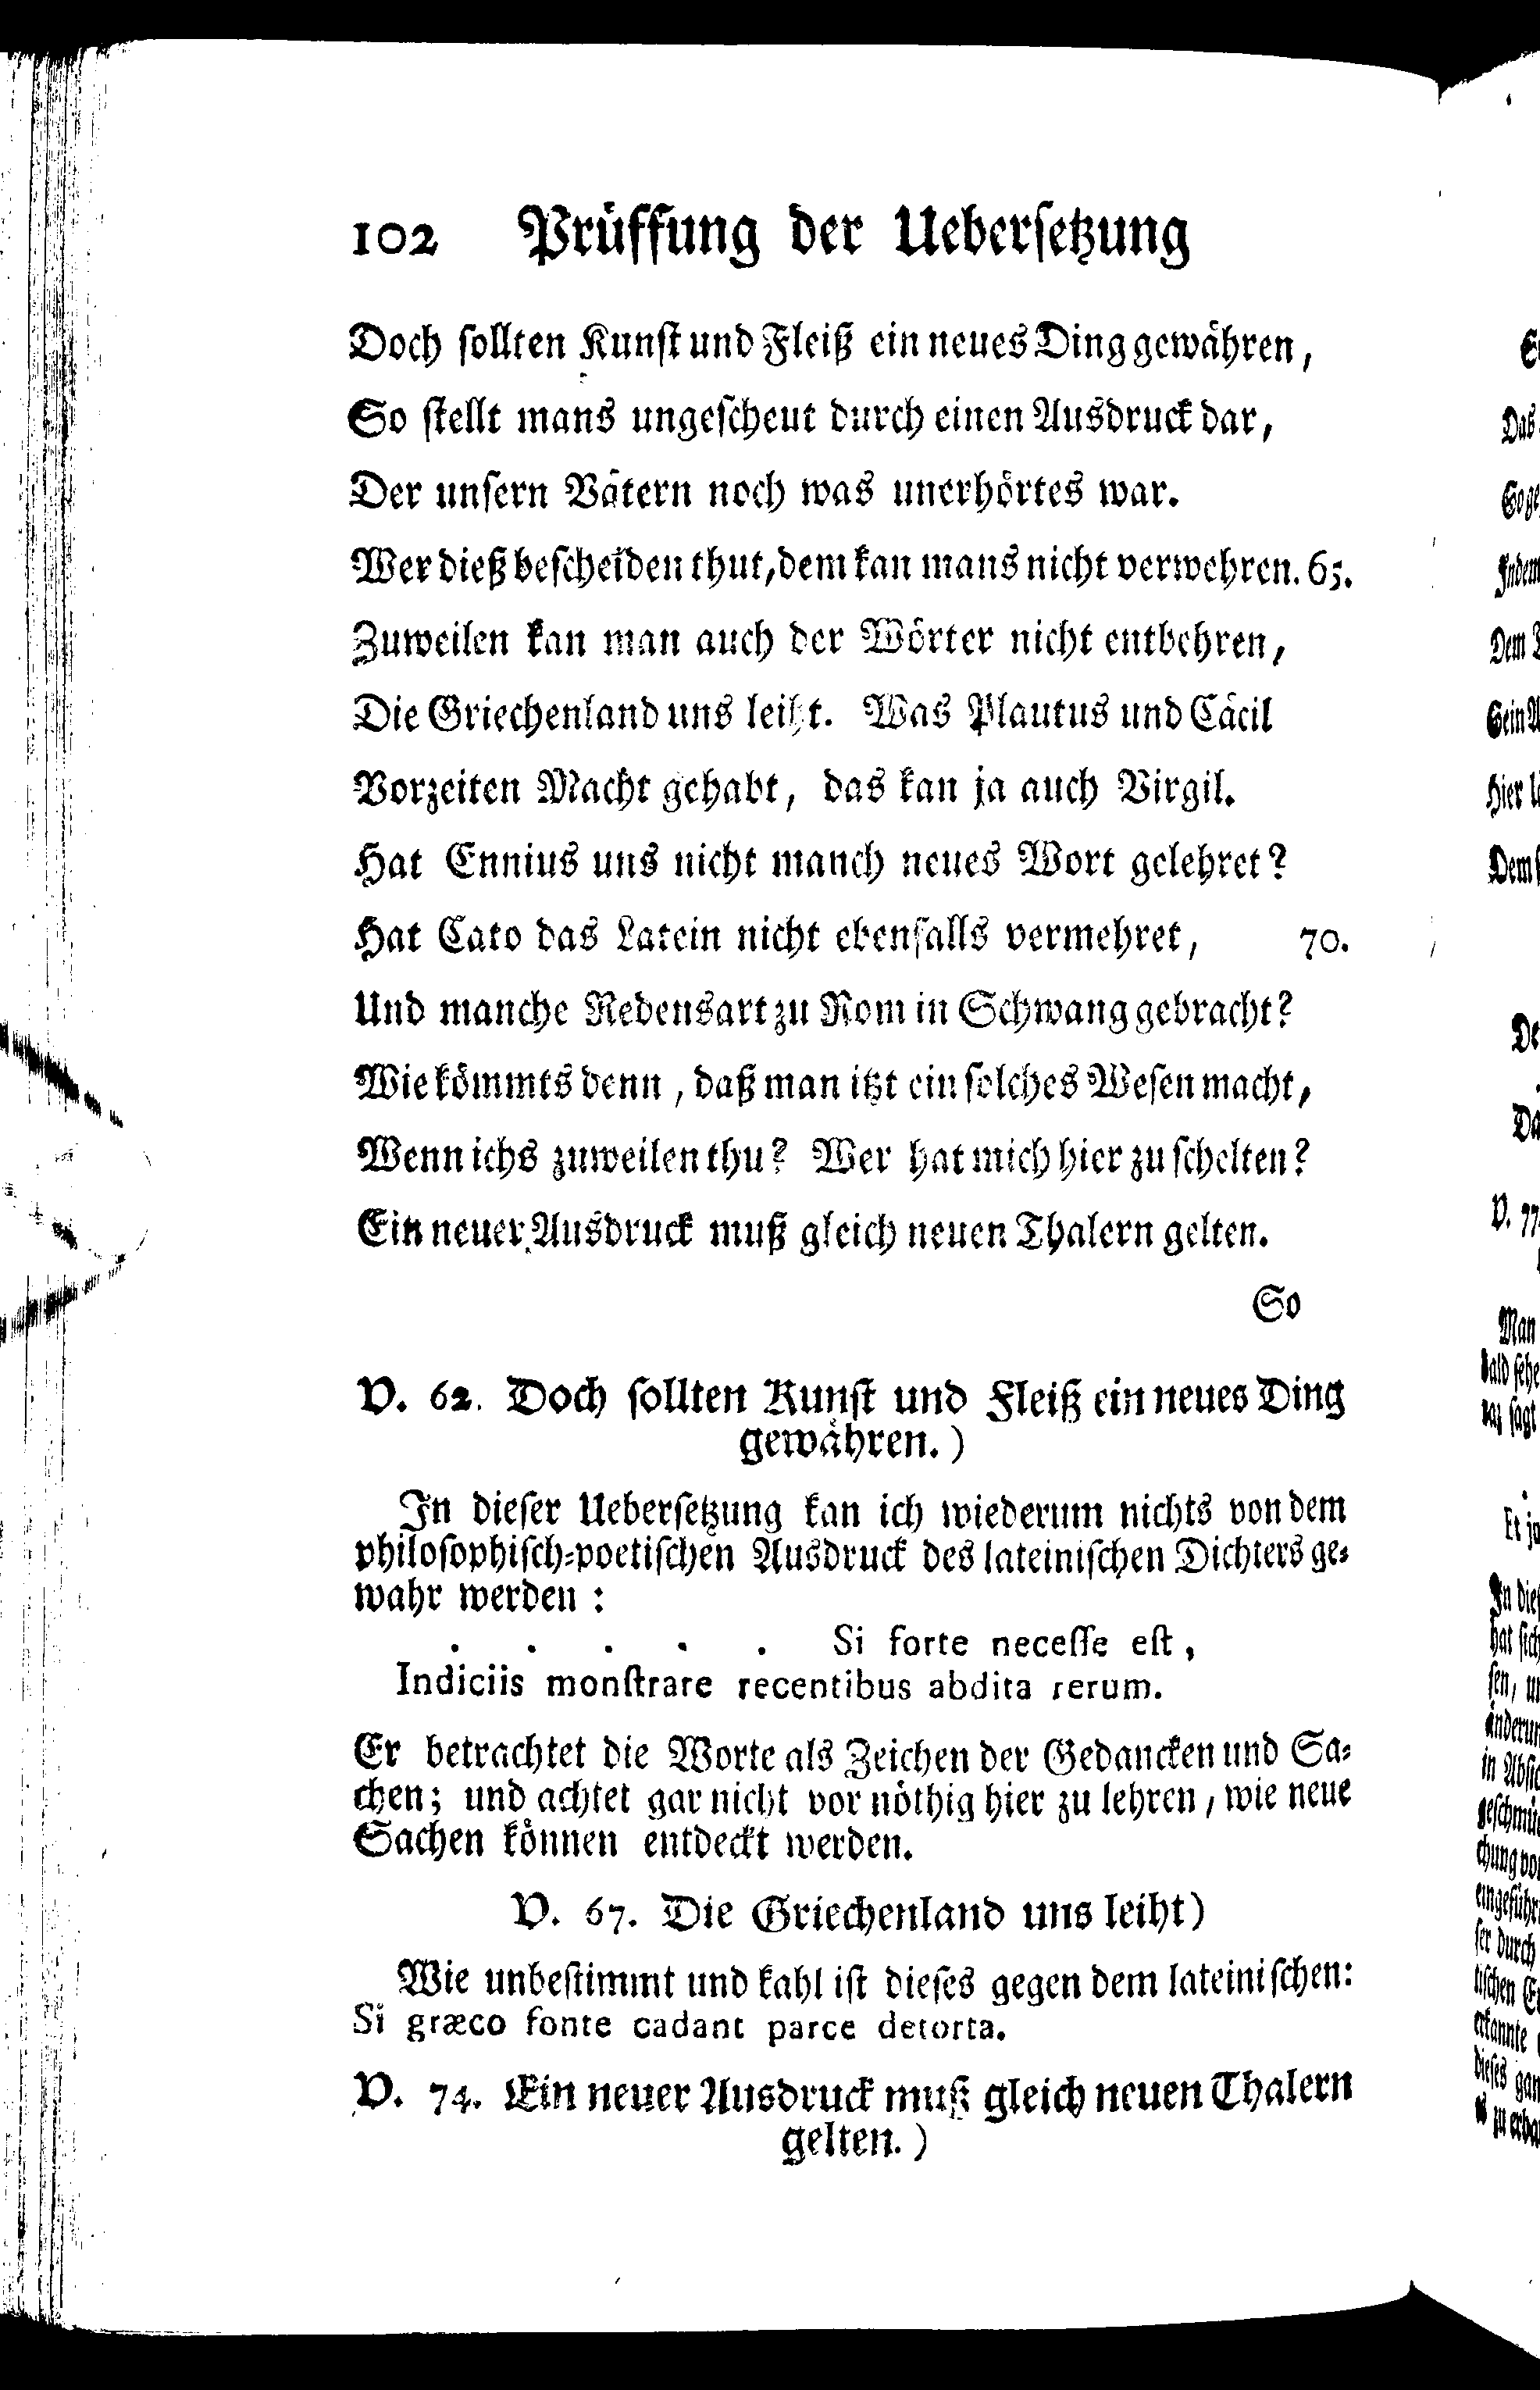 102 Prüffung der Uebersetzung
Doch sollten Kunst und Fleiß ein neues Ding gewähren,
So stellt mans ungescheut durch einen Ausdruck dar,
Der unsern Vätern noch was unerhörtes war.
Wer dieß bescheiden thut, dem kan mans nicht verwehren. 65.
Zuweilen kan man auch der Wörter nicht entbehren,
Die Griechenland uns leiht. Was Plautus und Cäcil
Vorzeiten Macht gehabt, das kan ja auch Virgil.
Hat Ennius uns nicht manch neues Wort gelehret?
Hat Cato das Latein nicht ebenfalls vermehret, 70.
Und manche Redensart zu Rom in Schwang gebracht?
Wie kömmts denn, daß man itzt ein solches Wesen macht,
Wenn ichs zuweilen thu? Wer hat mich hier zu schelten?
Ein neuer Ausdruck muß gleich neuen Thalern gelten.
So
V. 62. Doch sollten Kunst und Fleiß ein neues Ding
gewähren.)
In dieser Uebersetzung kan ich wiederum nichts von dem
philosophisch-poetischen Ausdruck des lateinischen Dichters ge-
wahr werden:
. . . . . Si forte necesse est,
Indiciis monstrare recentibus abdita rerum.
Er betrachtet die Worte als Zeichen der Gedancken und Sa-
chen; und achtet gar nicht vor nöthig hier zu lehren, wie neue
Sachen können entdeckt werden.
V. 67. Die Griechenland uns leiht)
Wie unbestimmt und kahl ist dieses gegen dem lateinischen:
Si græco fonte cadant parce detorta.
V. 74. Ein neuer Ausdruck muß gleich neuen Thalern
gelten.)